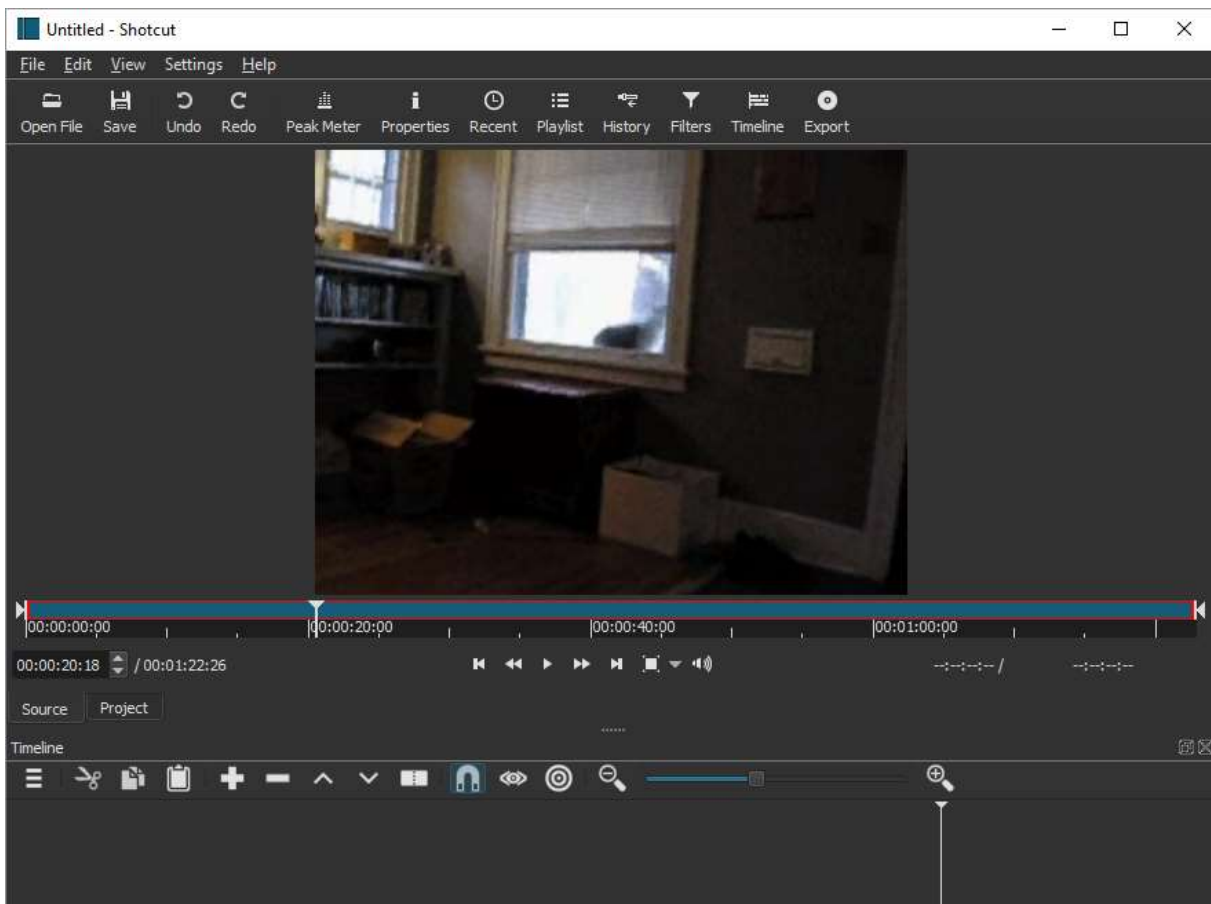 Untitled - Shotcut
File Edit View Settings Help
Open File Save Undo Redo Peak Meter Properties Recent Playlist History Filters Timeline Export
00:00:00:00 00:00:20:00 00:00:40:00 00:01:00:00
00:00:20:18 / 00:01:22:26 --:--:--:-- / --:--:--:--
Source Project
Timeline